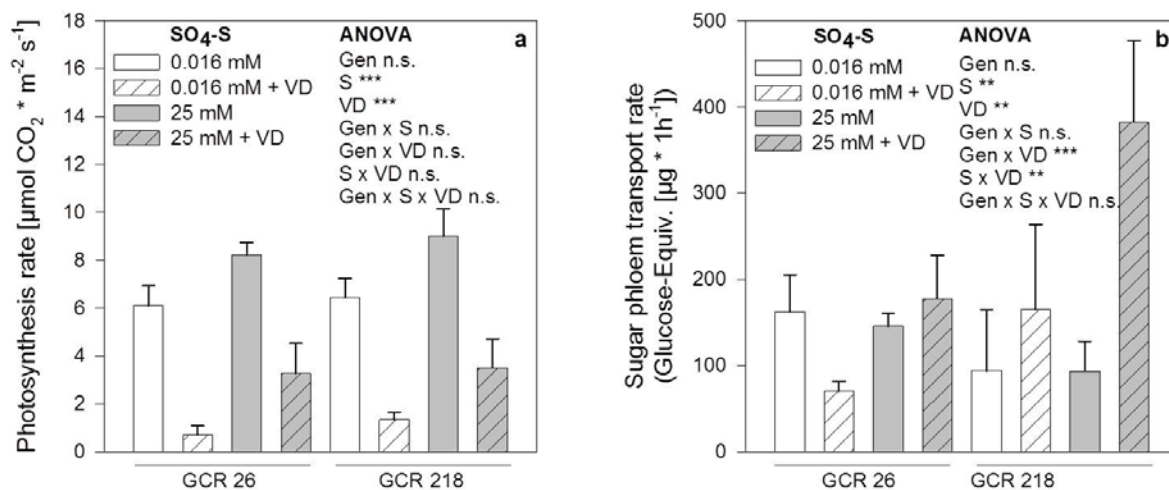 Photosynthesis rate [µmol CO2 * m-2 s-1]
18
16
14
12
10
8
6
4
2
0
SO4-S
0.016 mM
0.016 mM + VD
25 mM
25 mM + VD
ANOVA
Gen n.s.
S ***
VD ***
Gen x S n.s.
Gen x VD n.s.
S x VD n.s.
Gen x S x VD n.s.
a
GCR 26
GCR 218
Sugar phloem transport rate
(Glucose-Equiv. [µg * 1h-1])
500
400
300
200
100
0
SO4-S
0.016 mM
0.016 mM + VD
25 mM
25 mM + VD
ANOVA
Gen n.s.
S **
VD **
Gen x S n.s.
Gen x VD ***
S x VD **
Gen x S x VD n.s.
b
GCR 26
GCR 218